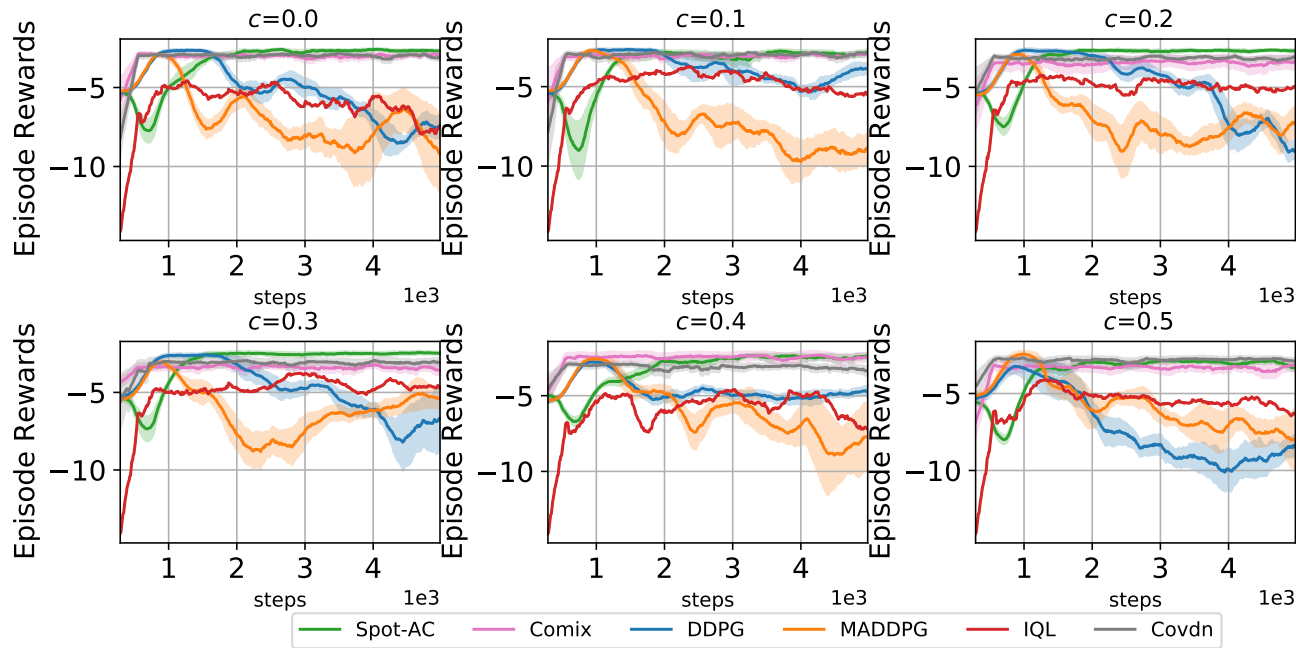 c=0.0
c=0.1
c=0.2
Episode Rewards
−5
−10
1 2 3 4
steps
1e3
Episode Rewards
−5
−10
1 2 3 4
steps
1e3
Episode Rewards
−5
−10
1 2 3 4
steps
1e3
c=0.3
c=0.4
c=0.5
Episode Rewards
−5
−10
1 2 3 4
steps
1e3
Episode Rewards
−5
−10
1 2 3 4
steps
1e3
Episode Rewards
−5
−10
1 2 3 4
steps
1e3
Spot-AC Comix DDPG MADDPG IQL Covdn